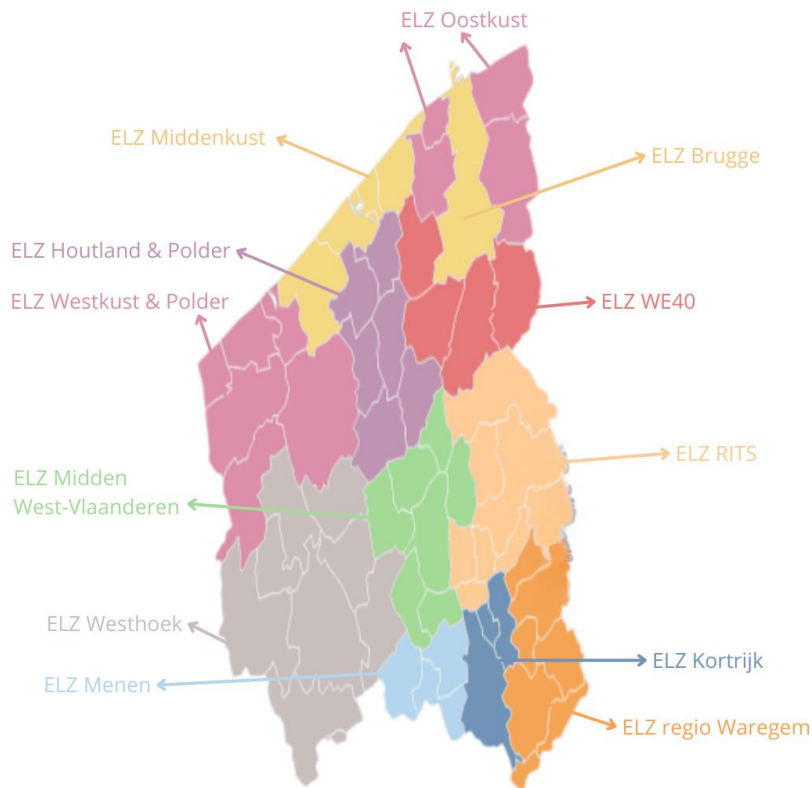 ELZ Oostkust
ELZ Middenkust
ELZ Brugge
ELZ Houtland & Polder
ELZ Westkust & Polder
ELZ WE40
ELZ RITS
ELZ Midden
West-Vlaanderen
ELZ Westhoek
ELZ Kortrijk
ELZ Menen
ELZ regio Waregem